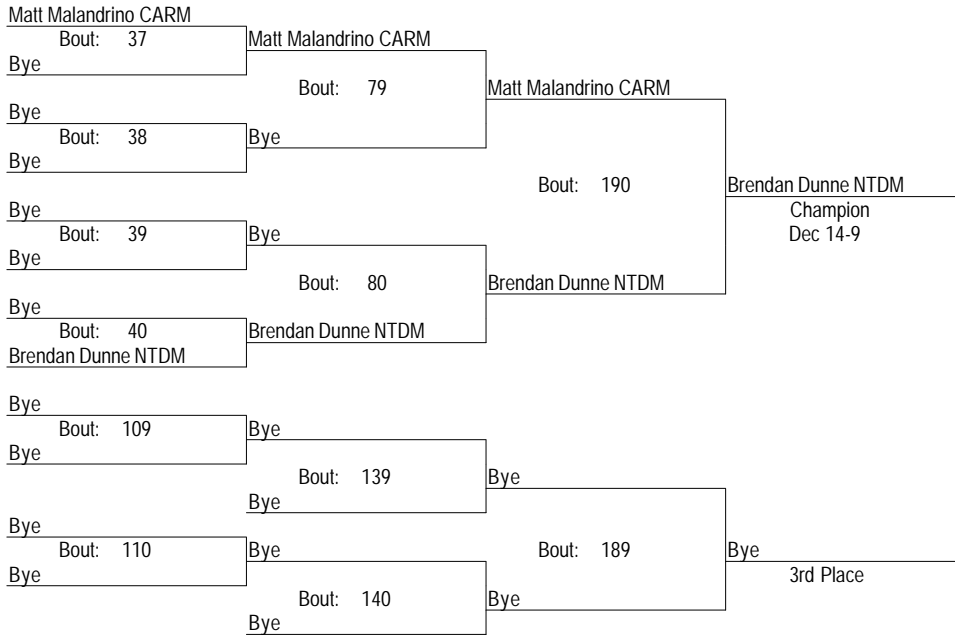 Matt Malandrino CARM
Bout: 37
Matt Malandrino CARM
Bye
Bout: 79
Matt Malandrino CARM
Bye
Bout: 38
Bye
Bye
Bout: 190
Brendan Dunne NTDM
Bye
Champion
Bout: 39
Bye
Dec 14-9
Bye
Bout: 80
Brendan Dunne NTDM
Bye
Bout: 40
Brendan Dunne NTDM
Brendan Dunne NTDM
Bye
Bout: 109
Bye
Bye
Bout: 139
Bye
Bye
Bye
Bout: 110
Bye
Bout: 189
Bye
Bye
3rd Place
Bout: 140
Bye
Bye